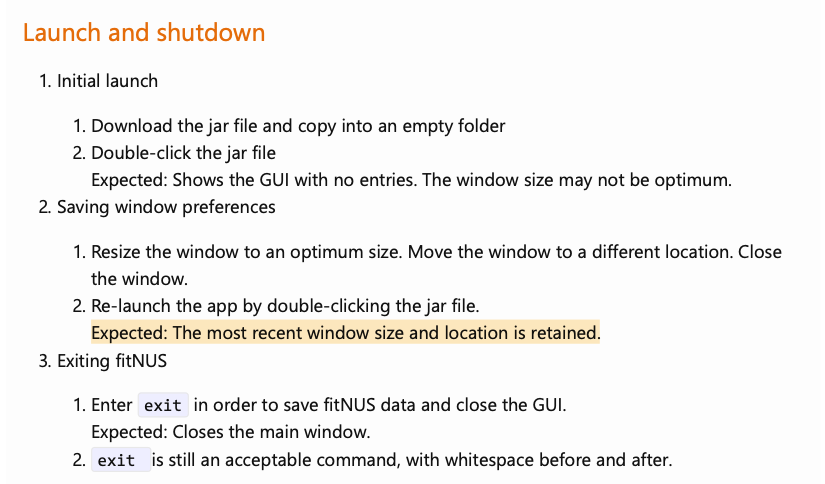 Launch and shutdown
1. Initial launch
1. Download the jar file and copy into an empty folder
2. Double-click the jar file
Expected: Shows the GUI with no entries. The window size may not be optimum.
2. Saving window preferences
1. Resize the window to an optimum size. Move the window to a different location. Close
the window.
2. Re-launch the app by double-clicking the jar file.
Expected: The most recent window size and location is retained.
3. Exiting fitNUS
1. Enter exit in order to save fitNUS data and close the GUI.
Expected: Closes the main window.
2. exit is still an acceptable command, with whitespace before and after.